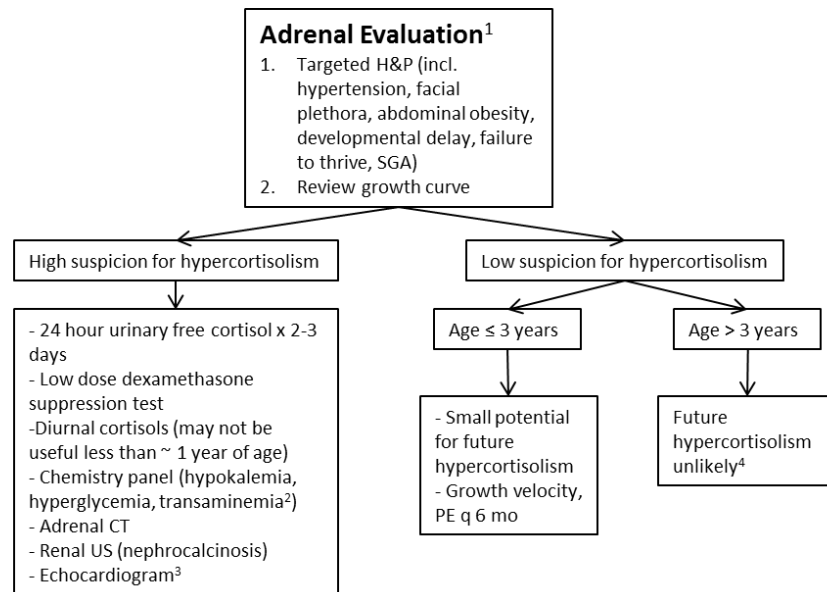 Adrenal Evaluation¹
1. Targeted H&P (incl.
hypertension, facial
plethora, abdominal obesity,
developmental delay, failure
to thrive, SGA)
2. Review growth curve
High suspicion for hypercortisolism
Low suspicion for hypercortisolism
- 24 hour urinary free cortisol x 2-3
days
- Low dose dexamethasone
suppression test
-Diurnal cortisols (may not be
useful less than ~ 1 year of age)
- Chemistry panel (hypokalemia,
hyperglycemia, transaminemia²)
- Adrenal CT
- Renal US (nephrocalcinosis)
- Echocardiogram³
Age ≤ 3 years
Age > 3 years
- Small potential
for future
hypercortisolism
- Growth velocity,
PE q 6 mo
Future
hypercortisolism
unlikely⁴